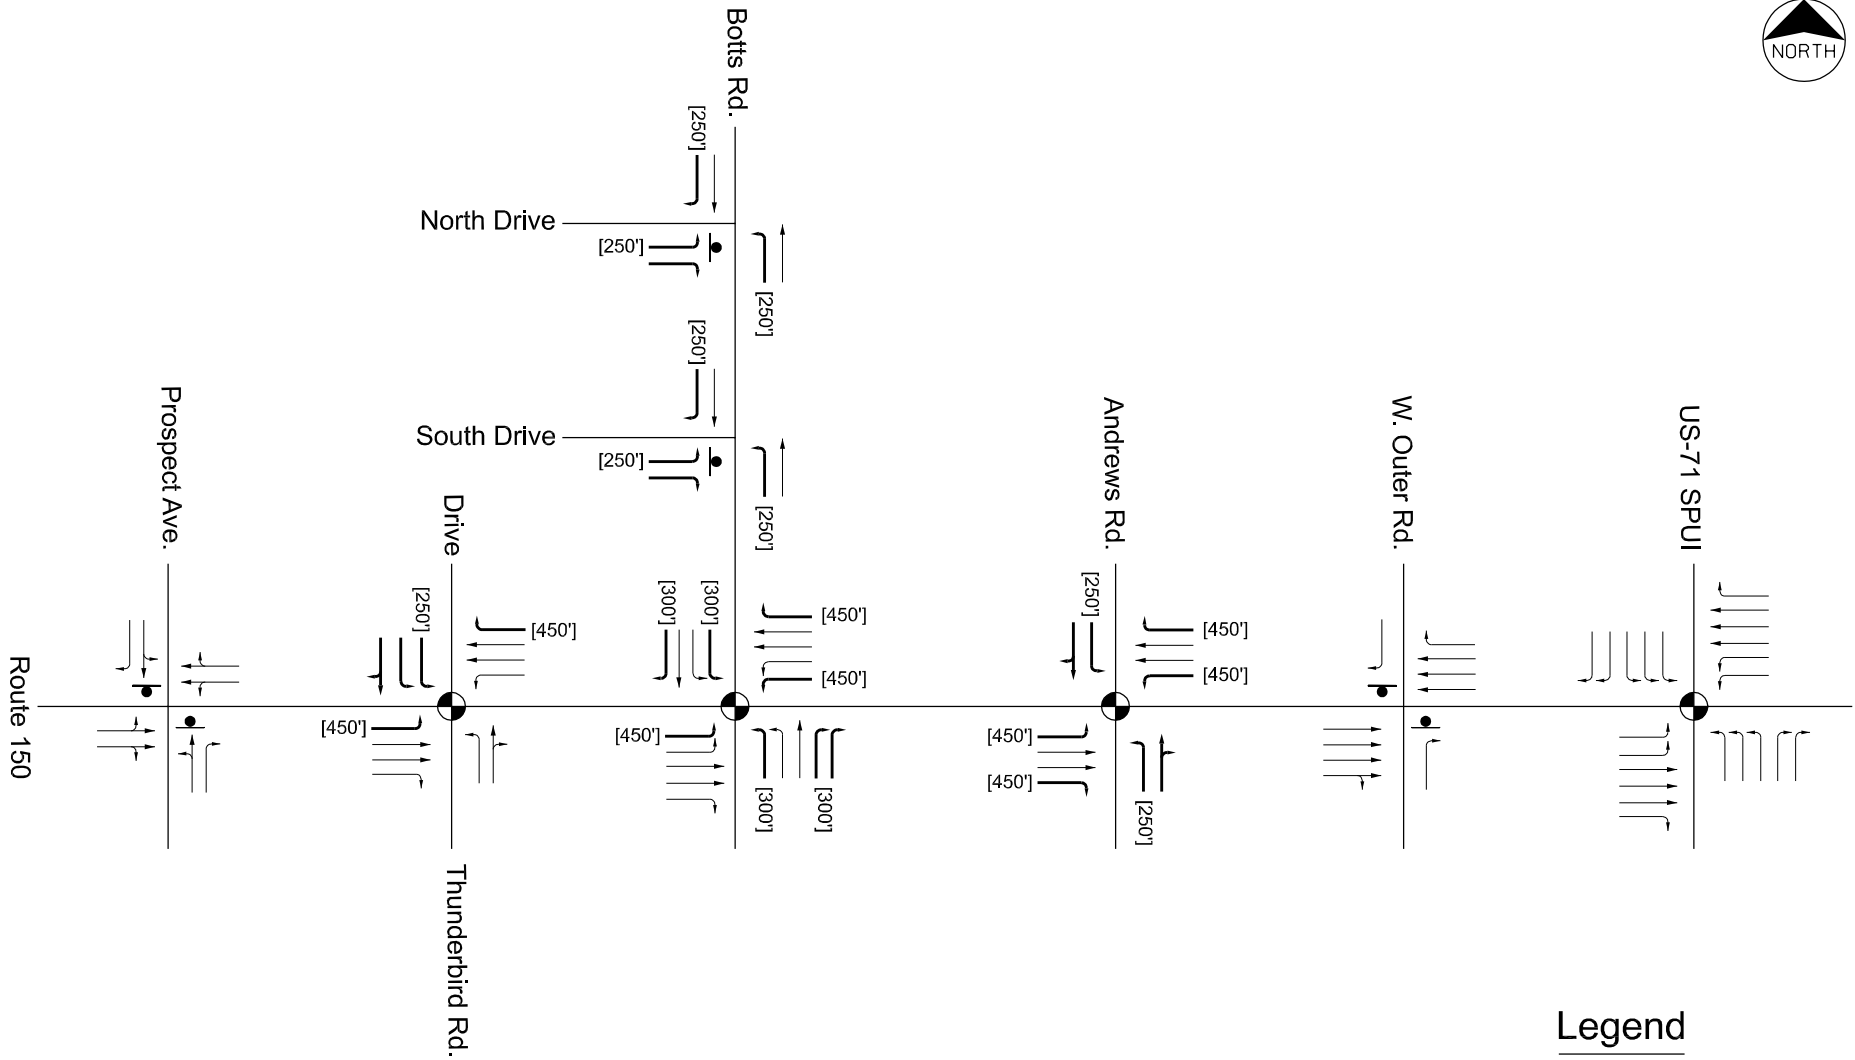 NORTH
Botts Rd.
[250']
North Drive
[250']
[250']
[250']
South Drive
[250']
[250']
Prospect Ave.
Drive
Andrews Rd.
W. Outer Rd.
US-71 SPUI
[250']
[450']
[300']
[300']
[450']
[450']
[250']
[450']
[450']
Route 150
[450']
[450']
[300']
[300']
[450']
[450']
[250']
Thunderbird Rd.
Legend